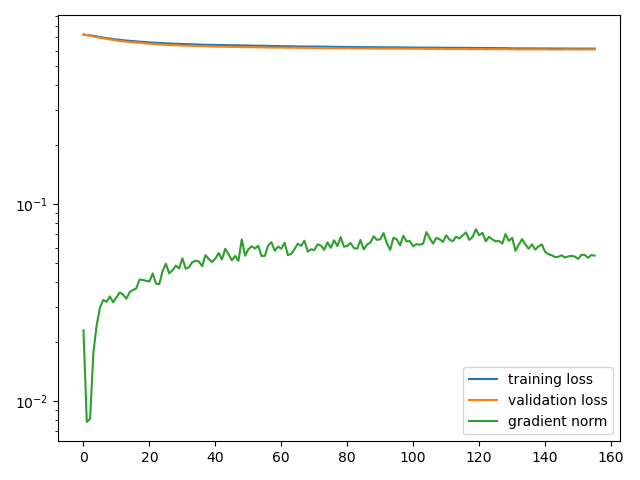 10⁻¹
10⁻²
0 20 40 60 80 100 120 140 160
training loss
validation loss
gradient norm